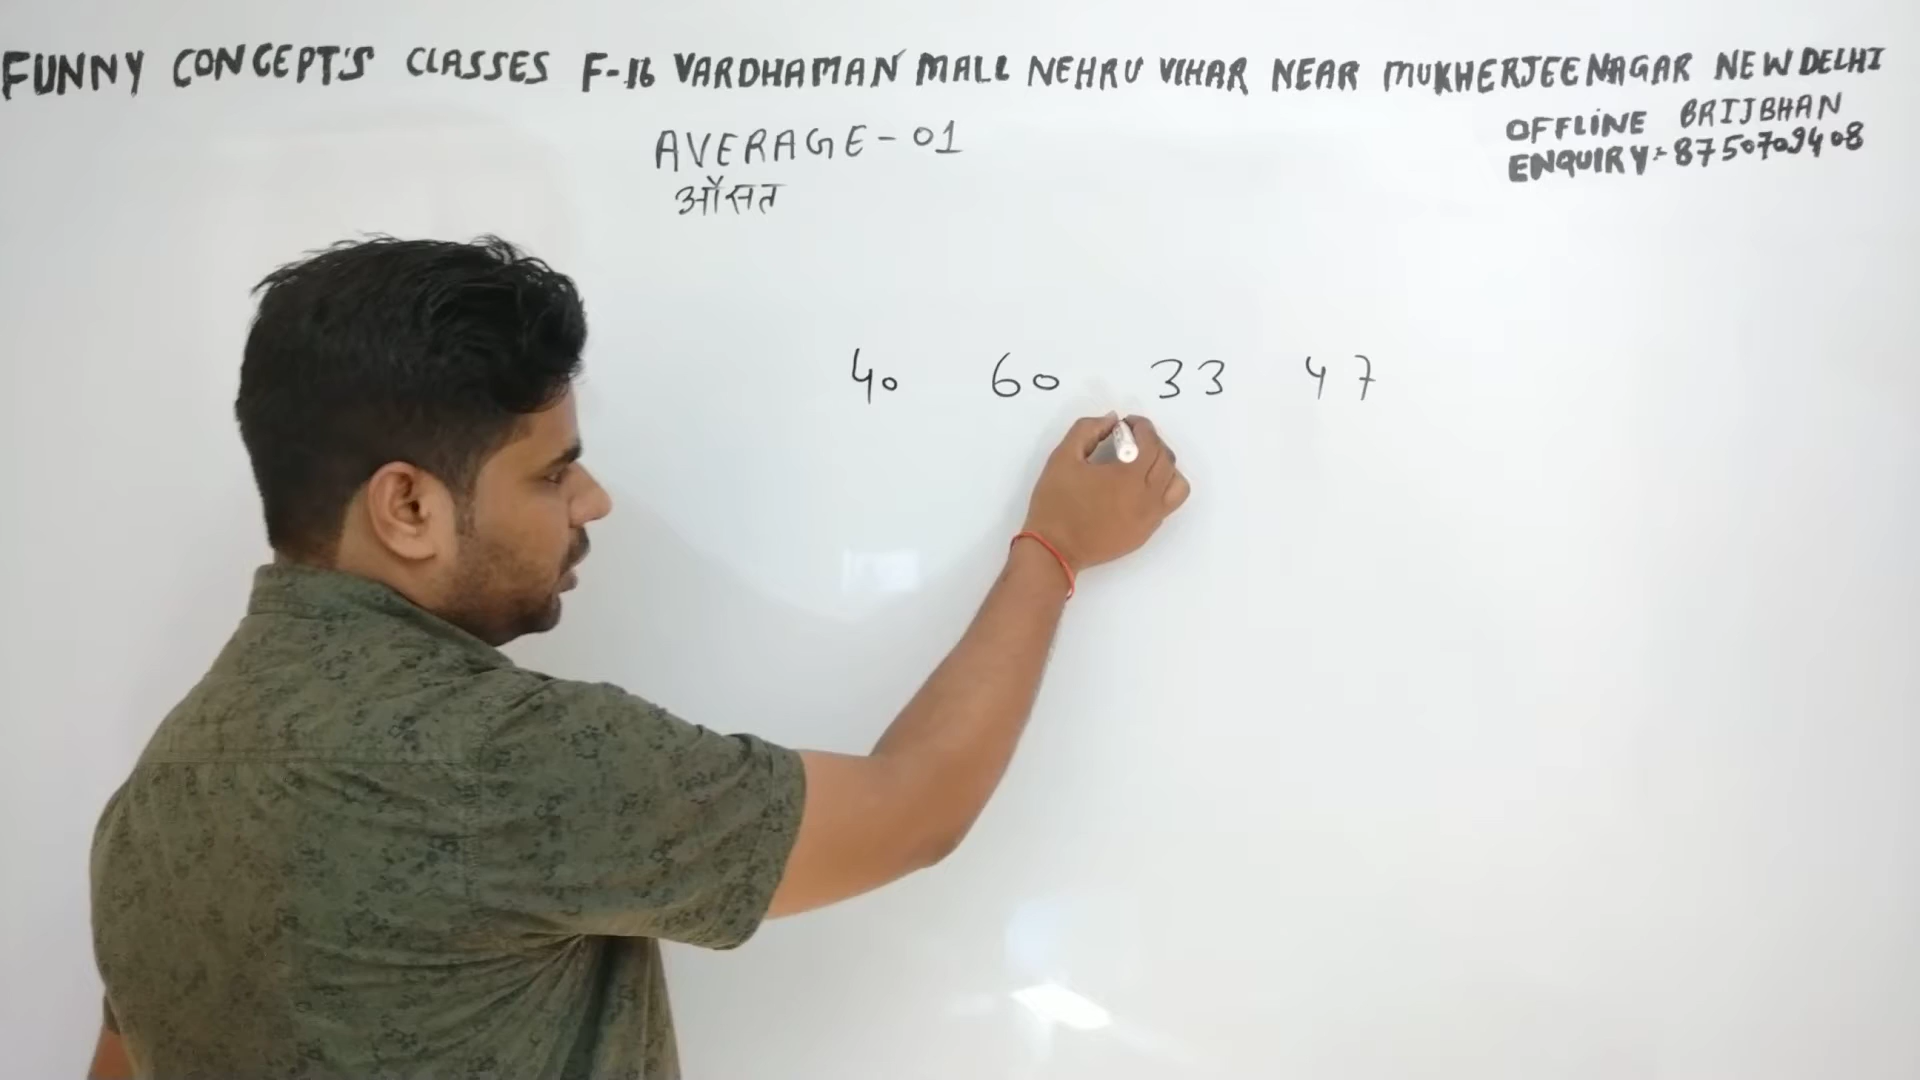 FUNNY CONCEPT'S CLASSES F-16 VARDHAMAN MALL NEHRU VIHAR NEAR MUKHERJEE NAGAR NEW DELHI
OFFLINE BRIJBHAN
ENQUIRY:- 8750709408
AVERAGE-01
औसत
40 60 33 47